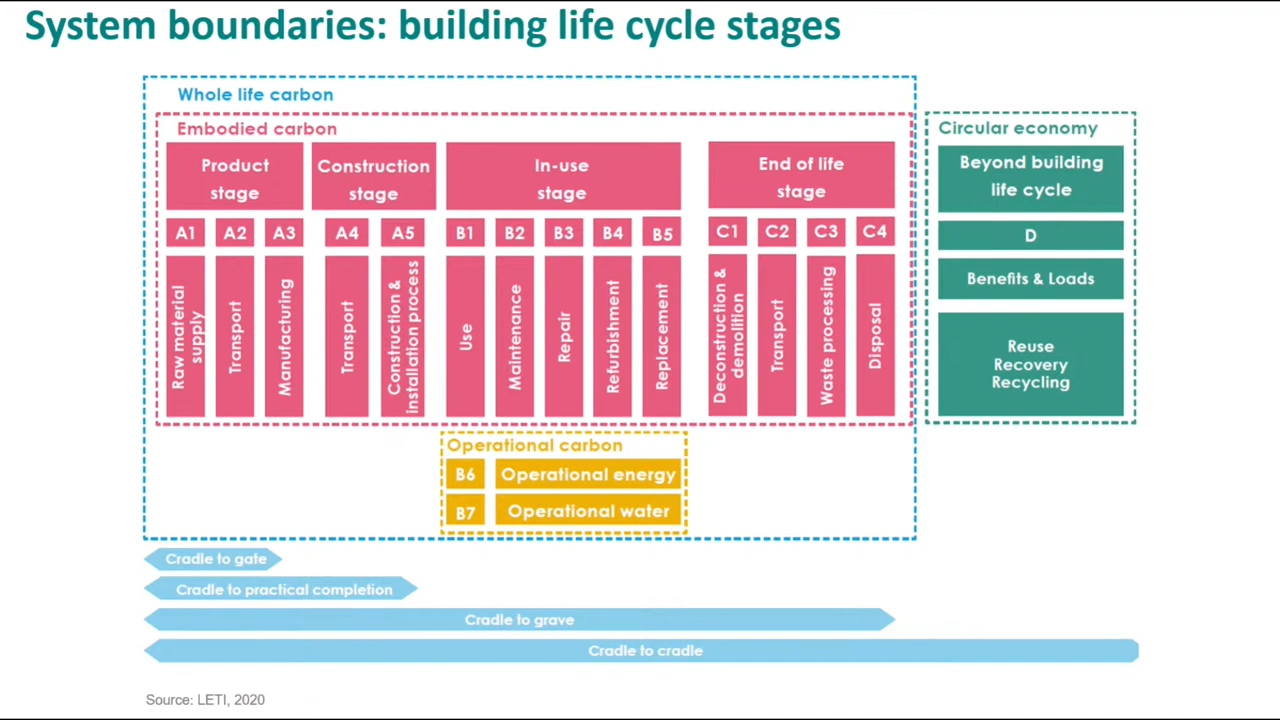 System boundaries: building life cycle stages
Whole life carbon
Embodied carbon
Product
stage
Construction
stage
In-use
stage
End of life
stage
A1
A2
A3
A4
A5
B1
B2
B3
B4
B5
C1
C2
C3
C4
Raw material
supply
Transport
Manufacturing
Transport
Construction &
installation process
Use
Maintenance
Repair
Refurbishment
Replacement
Deconstruction &
demolition
Transport
Waste processing
Disposal
Circular economy
Beyond building
life cycle
D
Benefits & Loads
Reuse
Recovery
Recycling
Operational carbon
B6
Operational energy
B7
Operational water
Cradle to gate
Cradle to practical completion
Cradle to grave
Cradle to cradle
Source: LETI, 2020